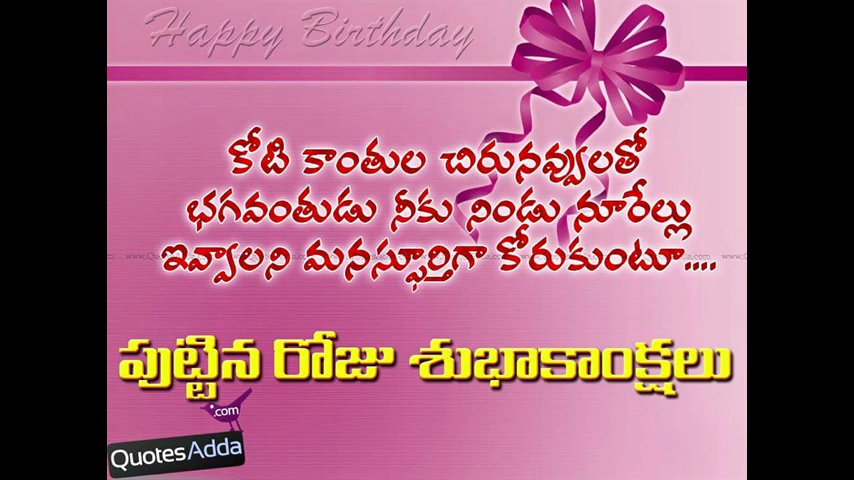 Happy Birthday
కోటి కాంతుల చిరునవ్వులతో
భగవంతుడు నీకు నిండు నూరేల్లు
ఇవ్వాలని మనస్ఫూర్తిగా కోరుకుంటూ....
పుట్టిన రోజు శుభాకాంక్షలు
.com
QuotesAdda